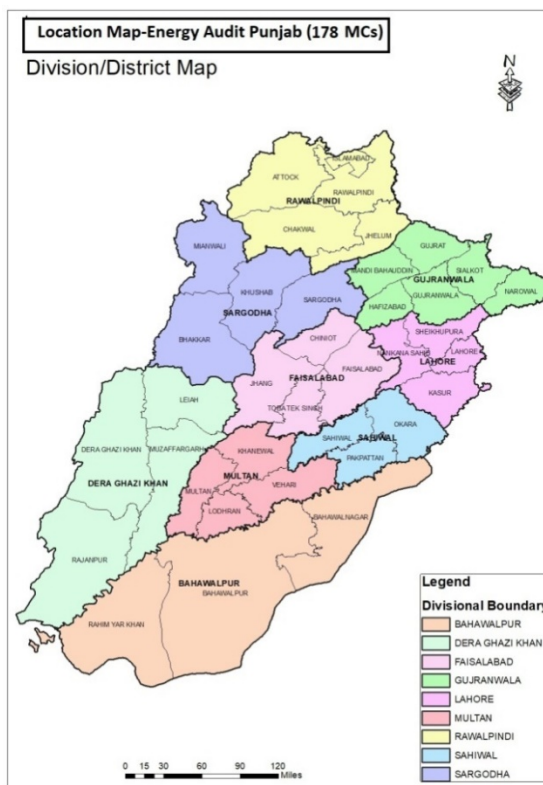 Location Map-Energy Audit Punjab (178 MCs)
Division/District Map
N
ISLAMABAD
ATTOCK
RAWALPINDI
RAWALPINDI
CHAKWAL
JHELUM
MIANWALI
GUJRAT
MANDI BAHAUDDIN
SIALKOT
GUJRANWALA
KHUSHAB
SARGODHA
NAROWAL
HAFIZABAD
GUJRANWALA
SARGODHA
SHEIKHUPURA
BHAKKAR
CHINIOT
NANKANA SAHIB
LAHORE
LAHORE
FAISALABAD
FAISALABAD
JHANG
KASUR
LEIAH
TOBA TEK SINGH
OKARA
DERA GHAZI KHAN
MUZAFFARGARH
KHANEWAL
SAHIWAL
SAHIWAL
PAKPATTAN
DERA GHAZI KHAN
MULTAN
MULTAN
VEHARI
LODHRAN
BAHAWALNAGAR
RAJANPUR
BAHAWALPUR
BAHAWALPUR
RAHIM YAR KHAN
Legend
Divisional Boundary
BAHAWALPUR
DERA GHAZI KHAN
FAISALABAD
GUJRANWALA
LAHORE
MULTAN
RAWALPINDI
SAHIWAL
SARGODHA
0 15 30 60 90 120
Miles